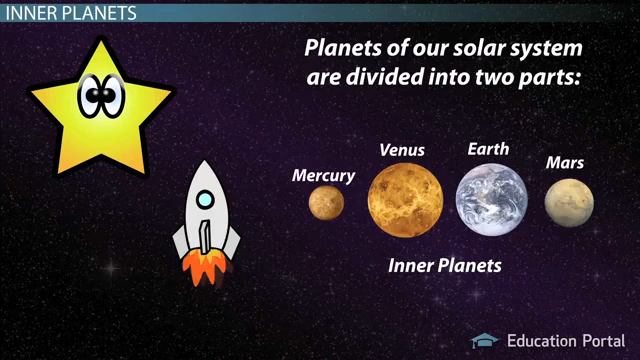 INNER PLANETS
Planets of our solar system
are divided into two parts:
Mercury
Venus
Earth
Mars
Inner Planets
Education Portal